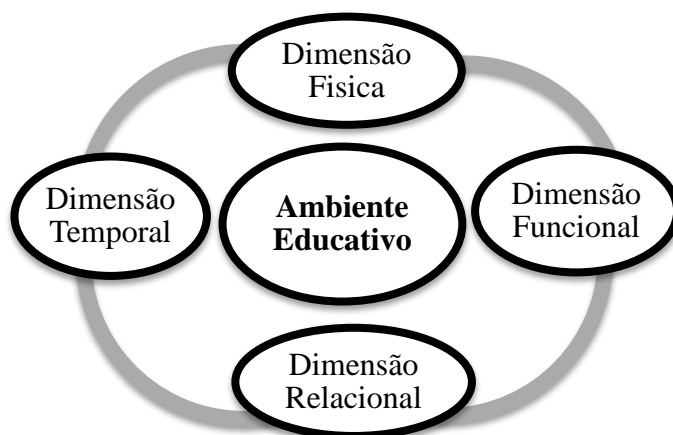 Dimensão
Fisica
Dimensão
Temporal
Ambiente
Educativo
Dimensão
Funcional
Dimensão
Relacional